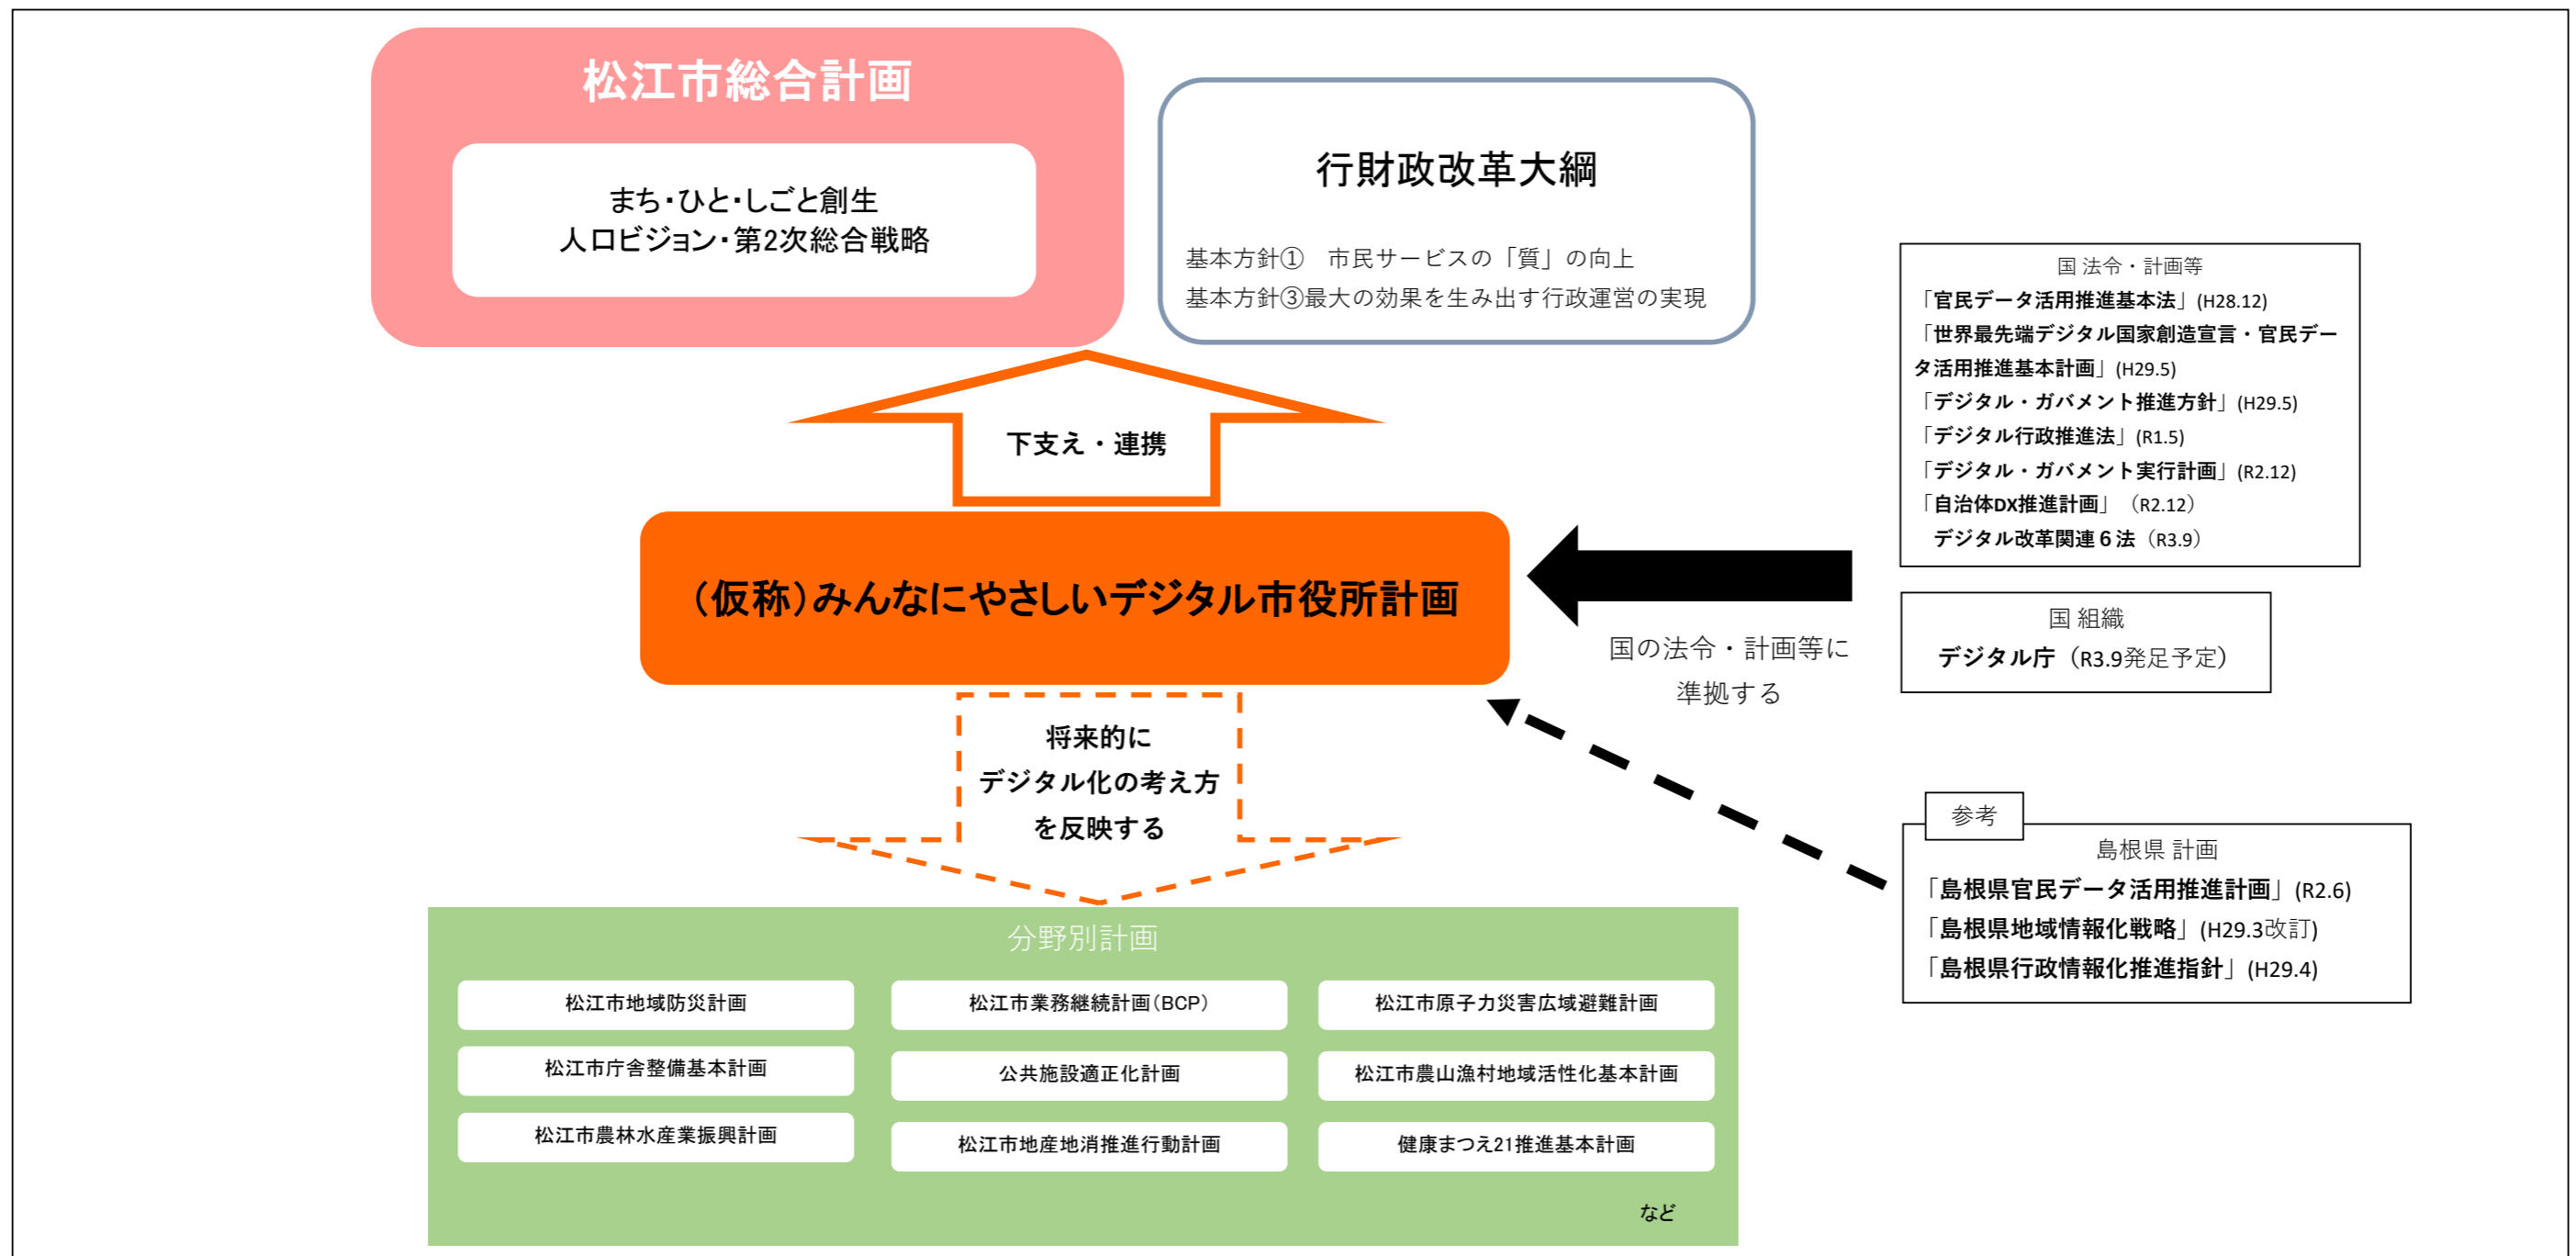 松江市総合計画
まち・ひと・しごと創生
人口ビジョン・第2次総合戦略
行財政改革大綱
基本方針①　市民サービスの「質」の向上
基本方針③最大の効果を生み出す行政運営の実現
下支え・連携
（仮称）みんなにやさしいデジタル市役所計画
国の法令・計画等に
準拠する
国 法令・計画等
「官民データ活用推進基本法」(H28.12)
「世界最先端デジタル国家創造宣言・官民デー
タ活用推進基本計画」(H29.5)
「デジタル・ガバメント推進方針」(H29.5)
「デジタル行政推進法」(R1.5)
「デジタル・ガバメント実行計画」(R2.12)
「自治体DX推進計画」（R2.12）
デジタル改革関連６法（R3.9）
国 組織
デジタル庁（R3.9発足予定）
参考
島根県 計画
「島根県官民データ活用推進計画」(R2.6)
「島根県地域情報化戦略」(H29.3改訂)
「島根県行政情報化推進指針」(H29.4)
将来的に
デジタル化の考え方
を反映する
分野別計画
松江市地域防災計画
松江市業務継続計画（BCP）
松江市原子力災害広域避難計画
松江市庁舎整備基本計画
公共施設適正化計画
松江市農山漁村地域活性化基本計画
松江市農林水産業振興計画
松江市地産地消推進行動計画
健康まつえ21推進基本計画
など